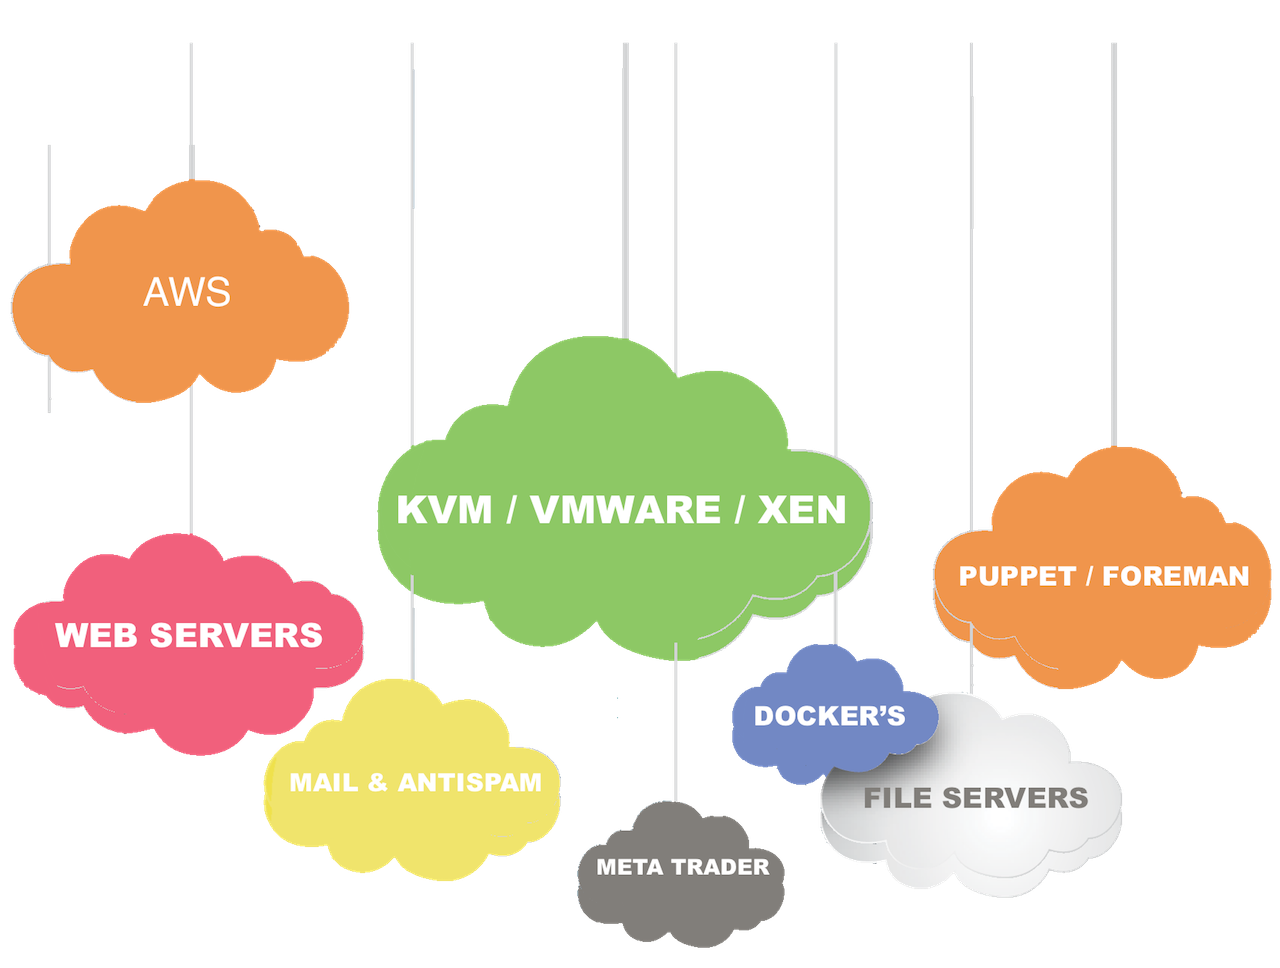 AWS
KVM / VMWARE / XEN
PUPPET / FOREMAN
WEB SERVERS
DOCKER’S
MAIL & ANTISPAM
FILE SERVERS
META TRADER